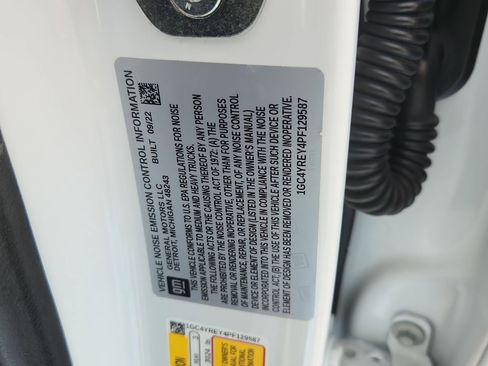 VEHICLE NOISE EMISSION CONTROL INFORMATION
GENERAL MOTORS LLC BUILT 09/22
DETROIT, MICHIGAN 48243
THIS VEHICLE CONFORMS TO U.S. EPA REGULATIONS FOR NOISE
EMISSION APPLICABLE TO MEDIUM AND HEAVY TRUCKS.
THE FOLLOWING ACTS OR THE CAUSING THEREOF BY ANY PERSON
ARE PROHIBITED BY THE NOISE CONTROL ACT OF 1972: (A) THE
REMOVAL OR RENDERING INOPERATIVE, OTHER THAN FOR PURPOSES
OF MAINTENANCE, REPAIR, OR REPLACEMENT, OF ANY NOISE CONTROL
DEVICE OR ELEMENT OF DESIGN (LISTED IN THE OWNER'S MANUAL)
INCORPORATED INTO THIS VEHICLE IN COMPLIANCE WITH THE NOISE
CONTROL ACT, (B) THE USE OF THIS VEHICLE AFTER SUCH DEVICE OR
ELEMENT OF DESIGN HAS BEEN REMOVED OR RENDERED INOPERATIVE.
1GC4YREY4PF129587
gm
1GC4YREY4PF129587
OWNER'S
MANUAL FOR